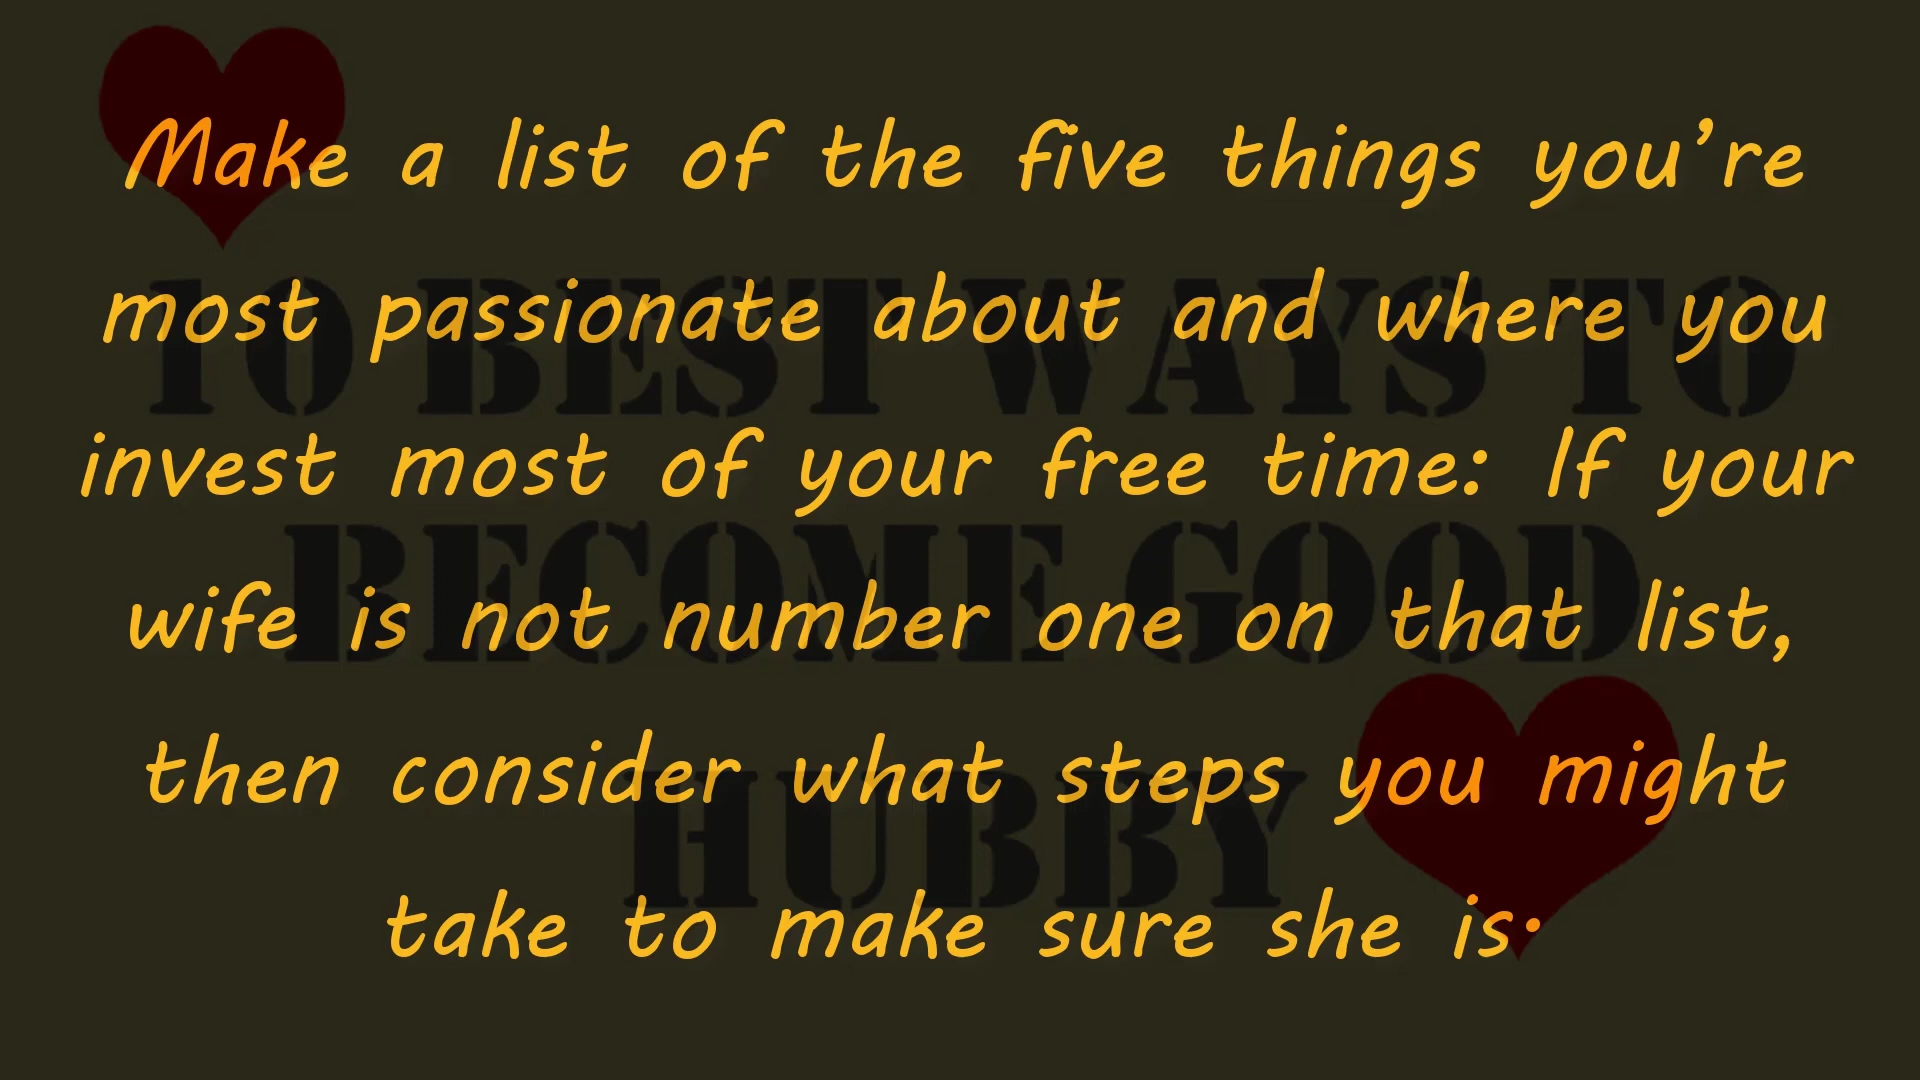 Make a list of the five things you’re
most passionate about and where you
invest most of your free time: If your
wife is not number one on that list,
then consider what steps you might
take to make sure she is.
10 BEST WAYS TO
BECOME GOOD
HUBBY